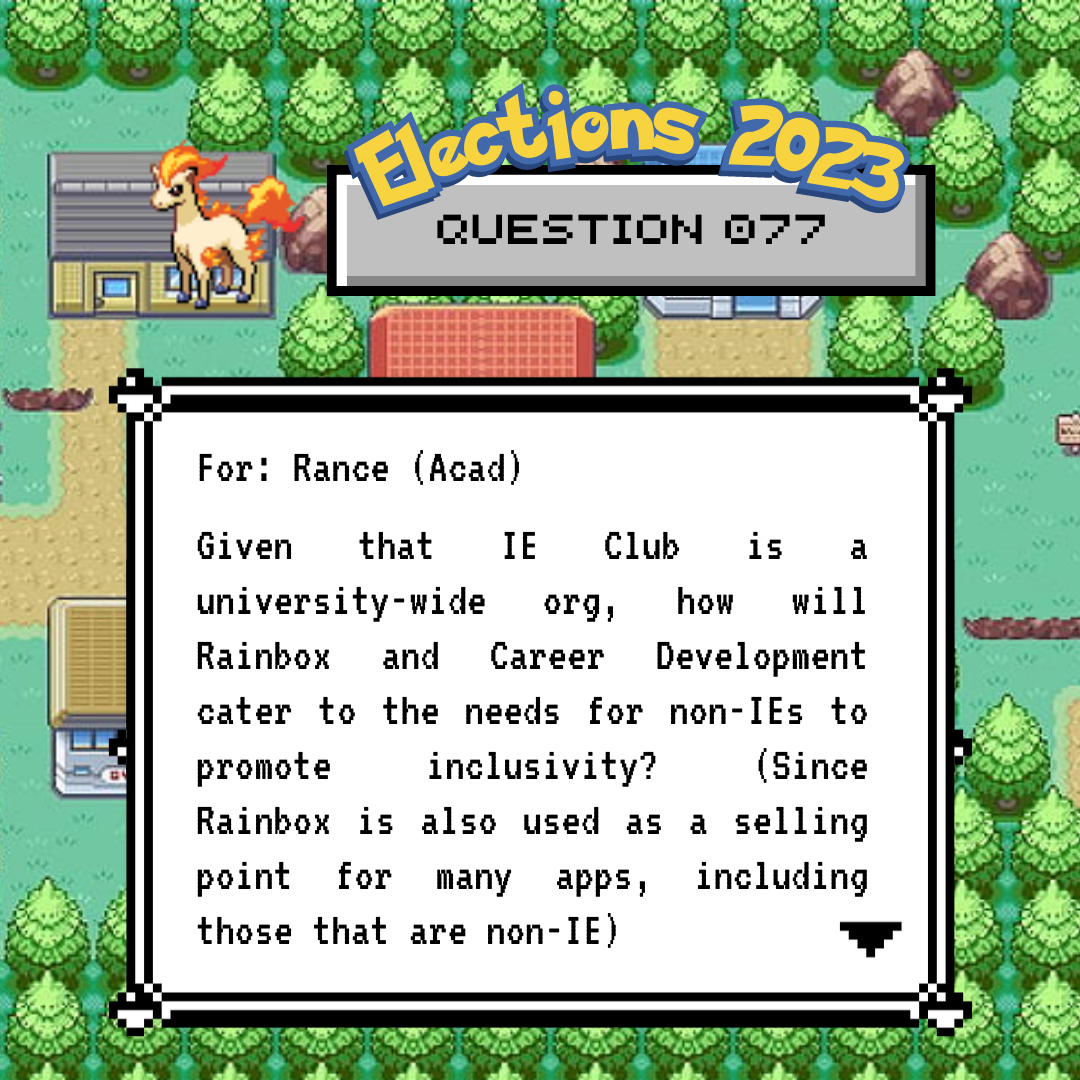 Elections 2023
QUESTION 077
For: Rance (Acad)
Given that IE Club is a
university-wide org, how will
Rainbox and Career Development
cater to the needs for non-IEs to
promote inclusivity? (Since
Rainbox is also used as a selling
point for many apps, including
those that are non-IE)